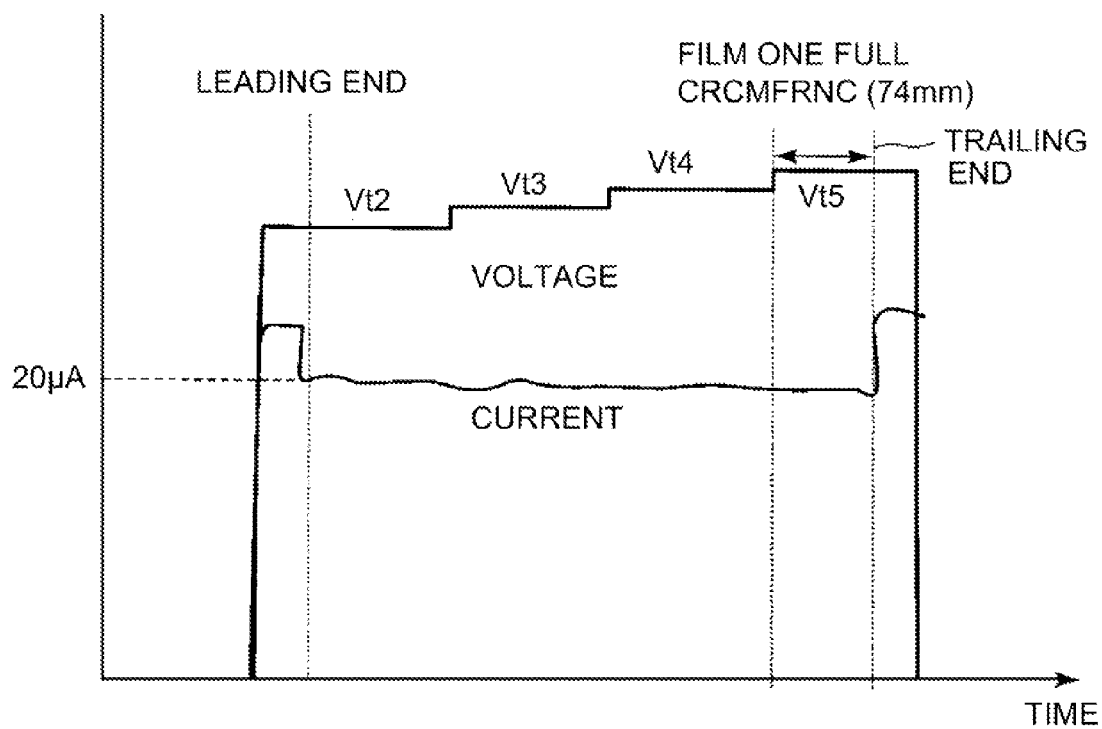 FILM ONE FULL
CRCMFRNC (74mm)
LEADING END
TRAILING
END
Vt2
Vt3
Vt4
Vt5
VOLTAGE
20μA
CURRENT
TIME